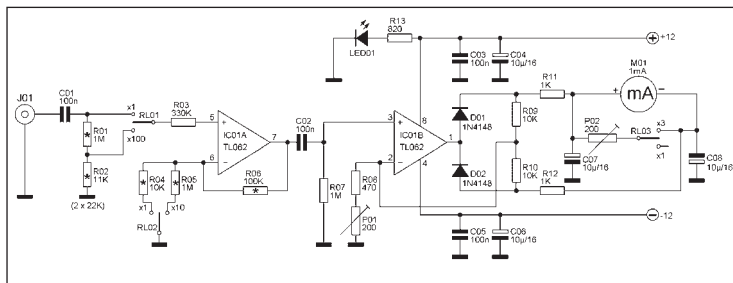 J01
C01
100n
x1
RL01
x100
R01
1M
R02
11K
(2 x 22K)
R03
330K
5
6
7
IC01A
TL062
R04
10K
R05
1M
x1
x10
RL02
R06
100K
C02
100n
R07
1M
3
2
IC01B
TL062
1
8
4
R08
470
P01
200
LED01
R13
820
C03
100n
C04
10µ/16
+12
D01
1N4148
D02
1N4148
R09
10K
R10
10K
R11
1K
R12
1K
M01
1mA
+ mA -
P02
200
RL03
x3
x1
C07
10µ/16
C08
10µ/16
-12
C05
100n
C06
10µ/16